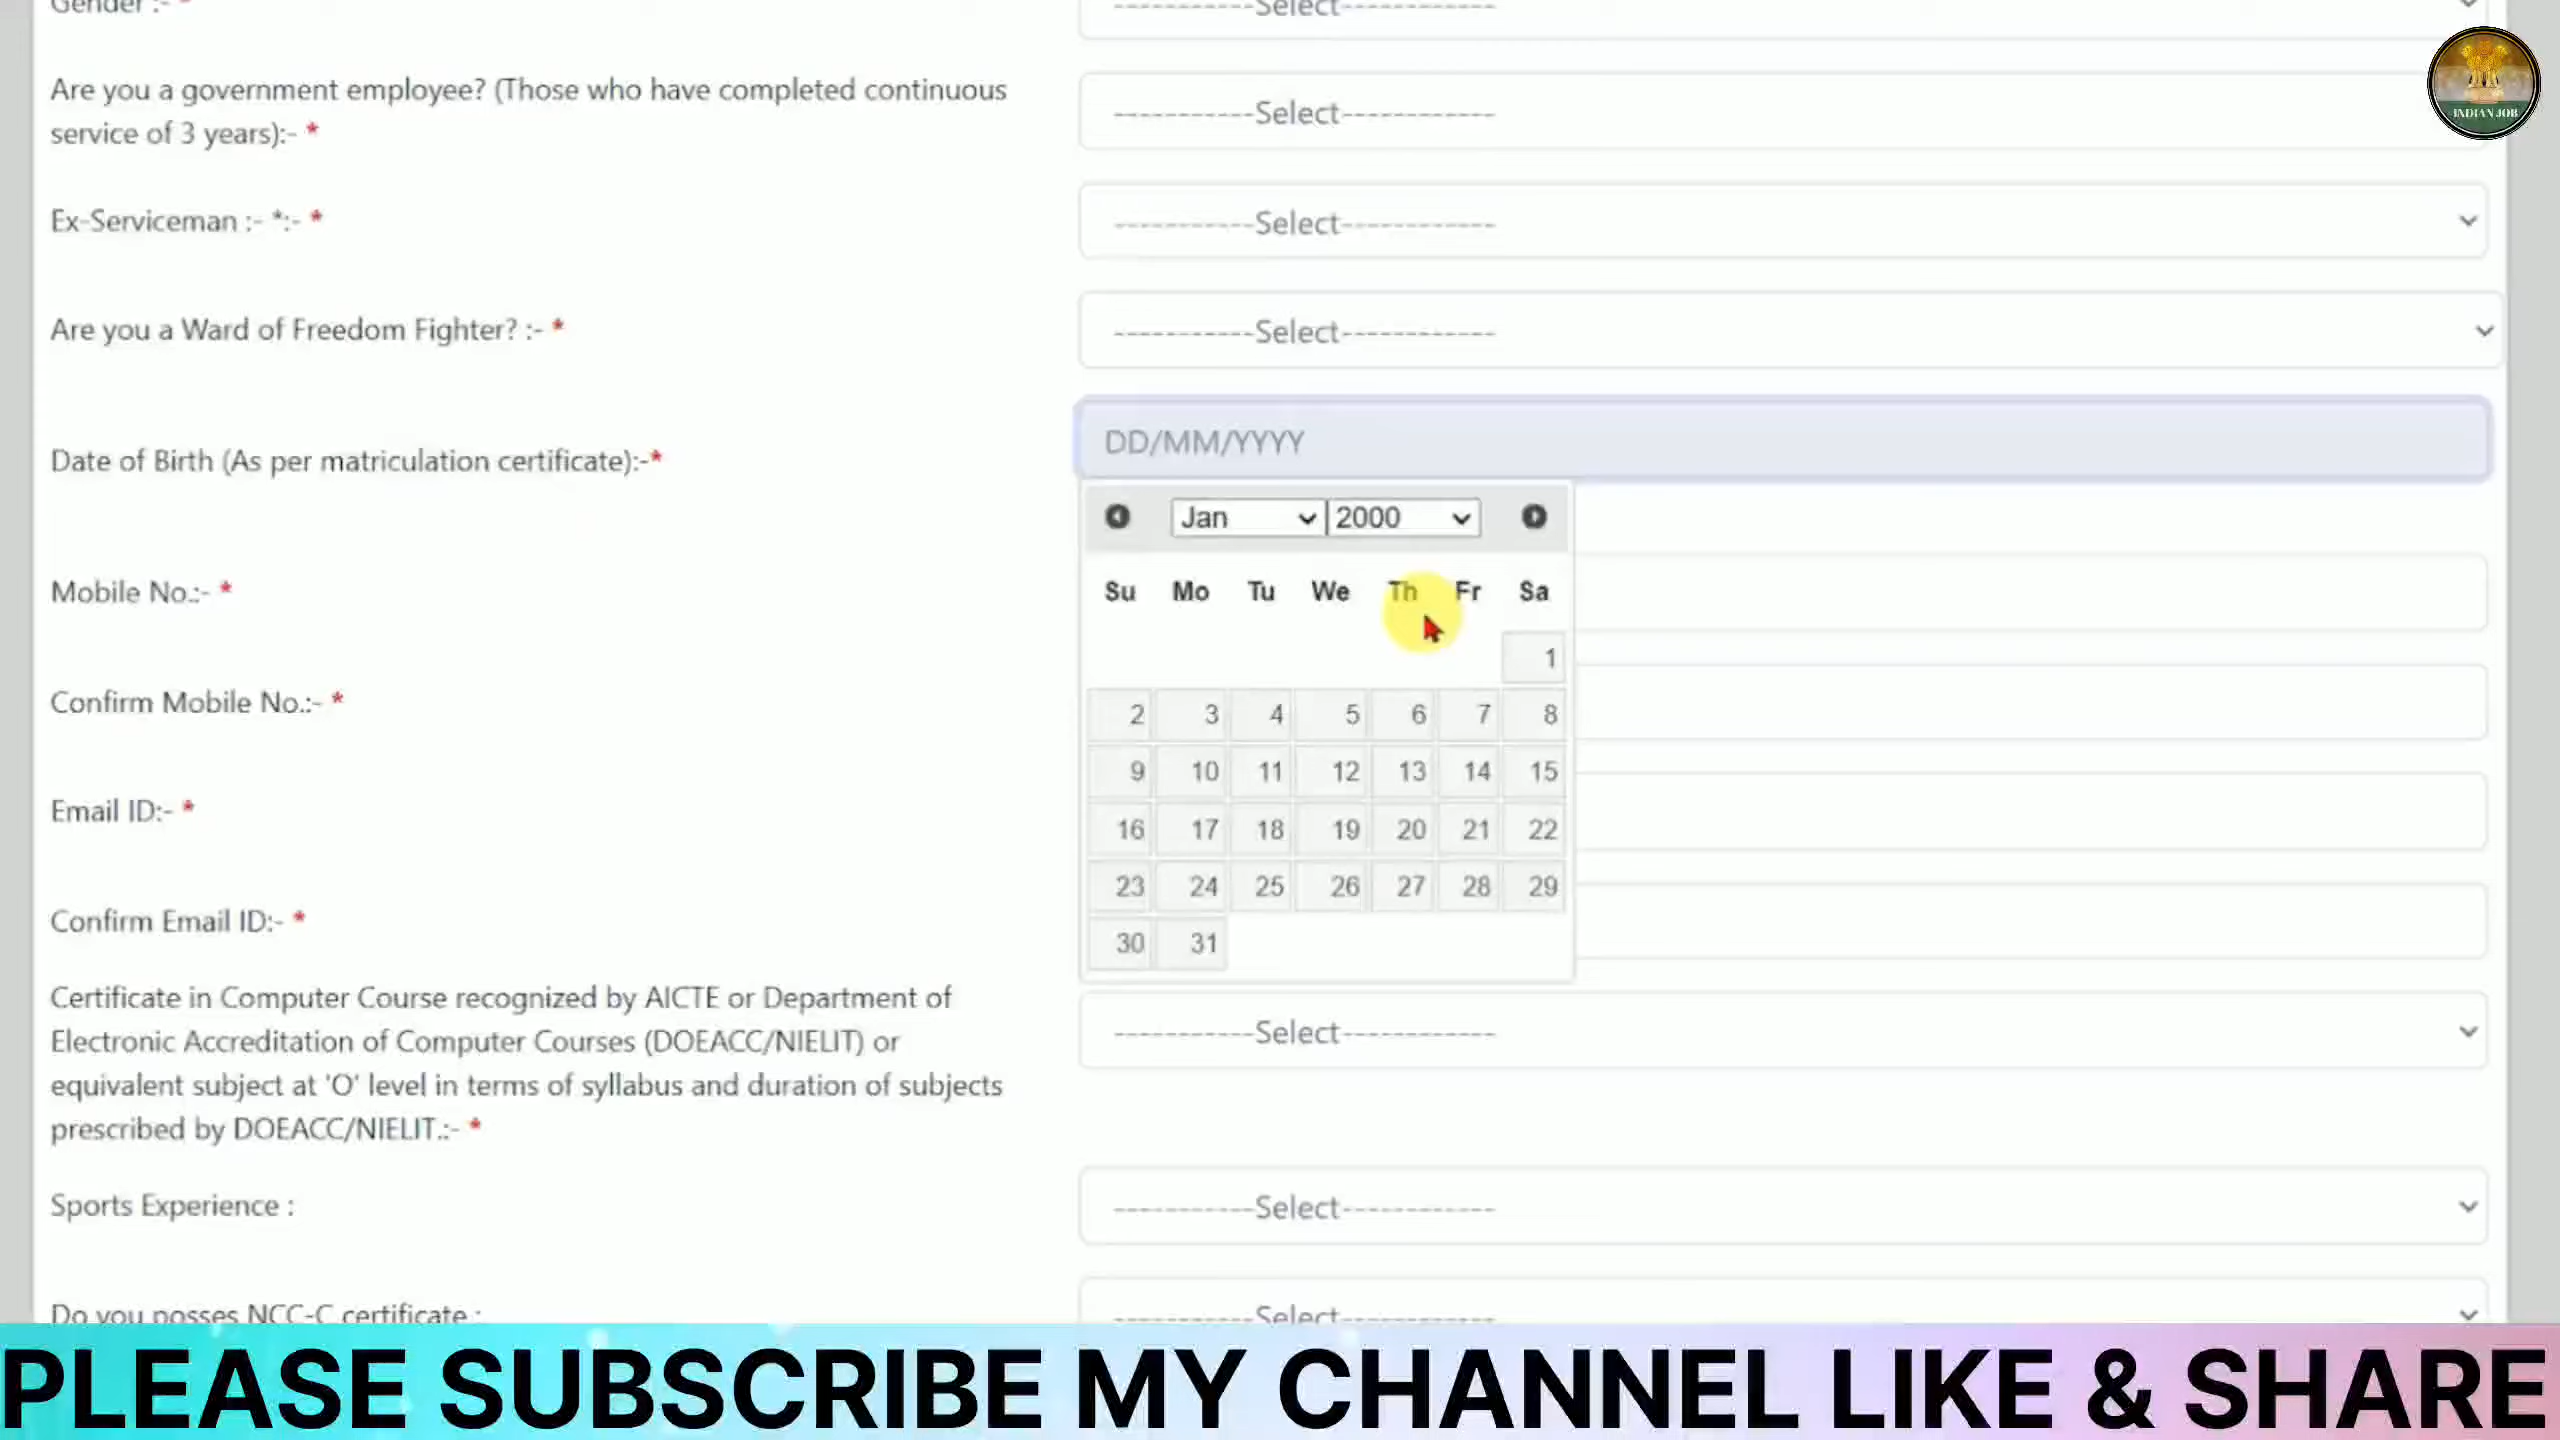 Gender :- *
-----------Select------------
Are you a government employee? (Those who have completed continuous
service of 3 years):- *
-----------Select------------
Ex-Serviceman :- *:- *
-----------Select------------
Are you a Ward of Freedom Fighter? :- *
-----------Select------------
Date of Birth (As per matriculation certificate):-*
DD/MM/YYYY
Jan 2000
Su Mo Tu We Th Fr Sa
1
2 3 4 5 6 7 8
9 10 11 12 13 14 15
16 17 18 19 20 21 22
23 24 25 26 27 28 29
30 31
Mobile No.:- *
Confirm Mobile No.:- *
Email ID:- *
Confirm Email ID:- *
Certificate in Computer Course recognized by AICTE or Department of
Electronic Accreditation of Computer Courses (DOEACC/NIELIT) or
equivalent subject at 'O' level in terms of syllabus and duration of subjects
prescribed by DOEACC/NIELIT.:- *
-----------Select------------
Sports Experience :
-----------Select------------
Do you posses NCC-C certificate :
-----------Select------------
INDIAN JOB
PLEASE SUBSCRIBE MY CHANNEL LIKE & SHARE